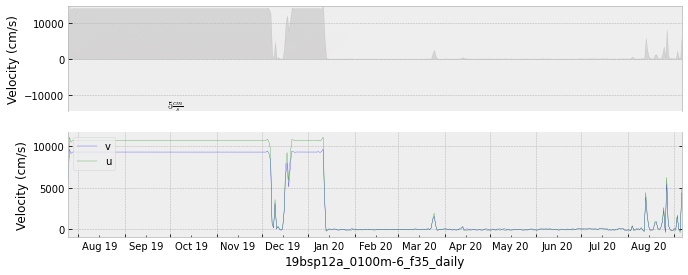 Velocity (cm/s)
10000
0
−10000
5 cm/s
Velocity (cm/s)
10000
5000
0
v
u
Aug 19 Sep 19 Oct 19 Nov 19 Dec 19 Jan 20 Feb 20 Mar 20 Apr 20 May 20 Jun 20 Jul 20 Aug 20
19bsp12a_0100m-6_f35_daily